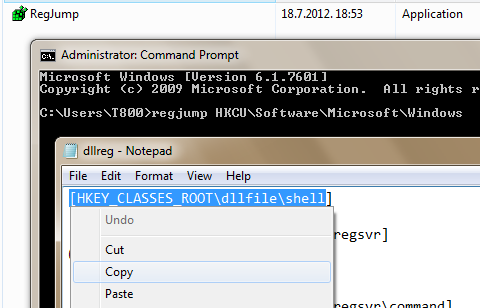 RegJump 18.7.2012. 18:53 Application
Administrator: Command Prompt
Microsoft Windows [Version 6.1.7601]
Copyright (c) 2009 Microsoft Corporation. All rights r
C:\Users\T800>regjump HKCU\Software\Microsoft\Windows
dllreg - Notepad
File Edit Format View Help
[HKEY_CLASSES_ROOT\dllfile\shell]
Undo
regsvr]
Cut
Copy
Paste
regsvr\command]